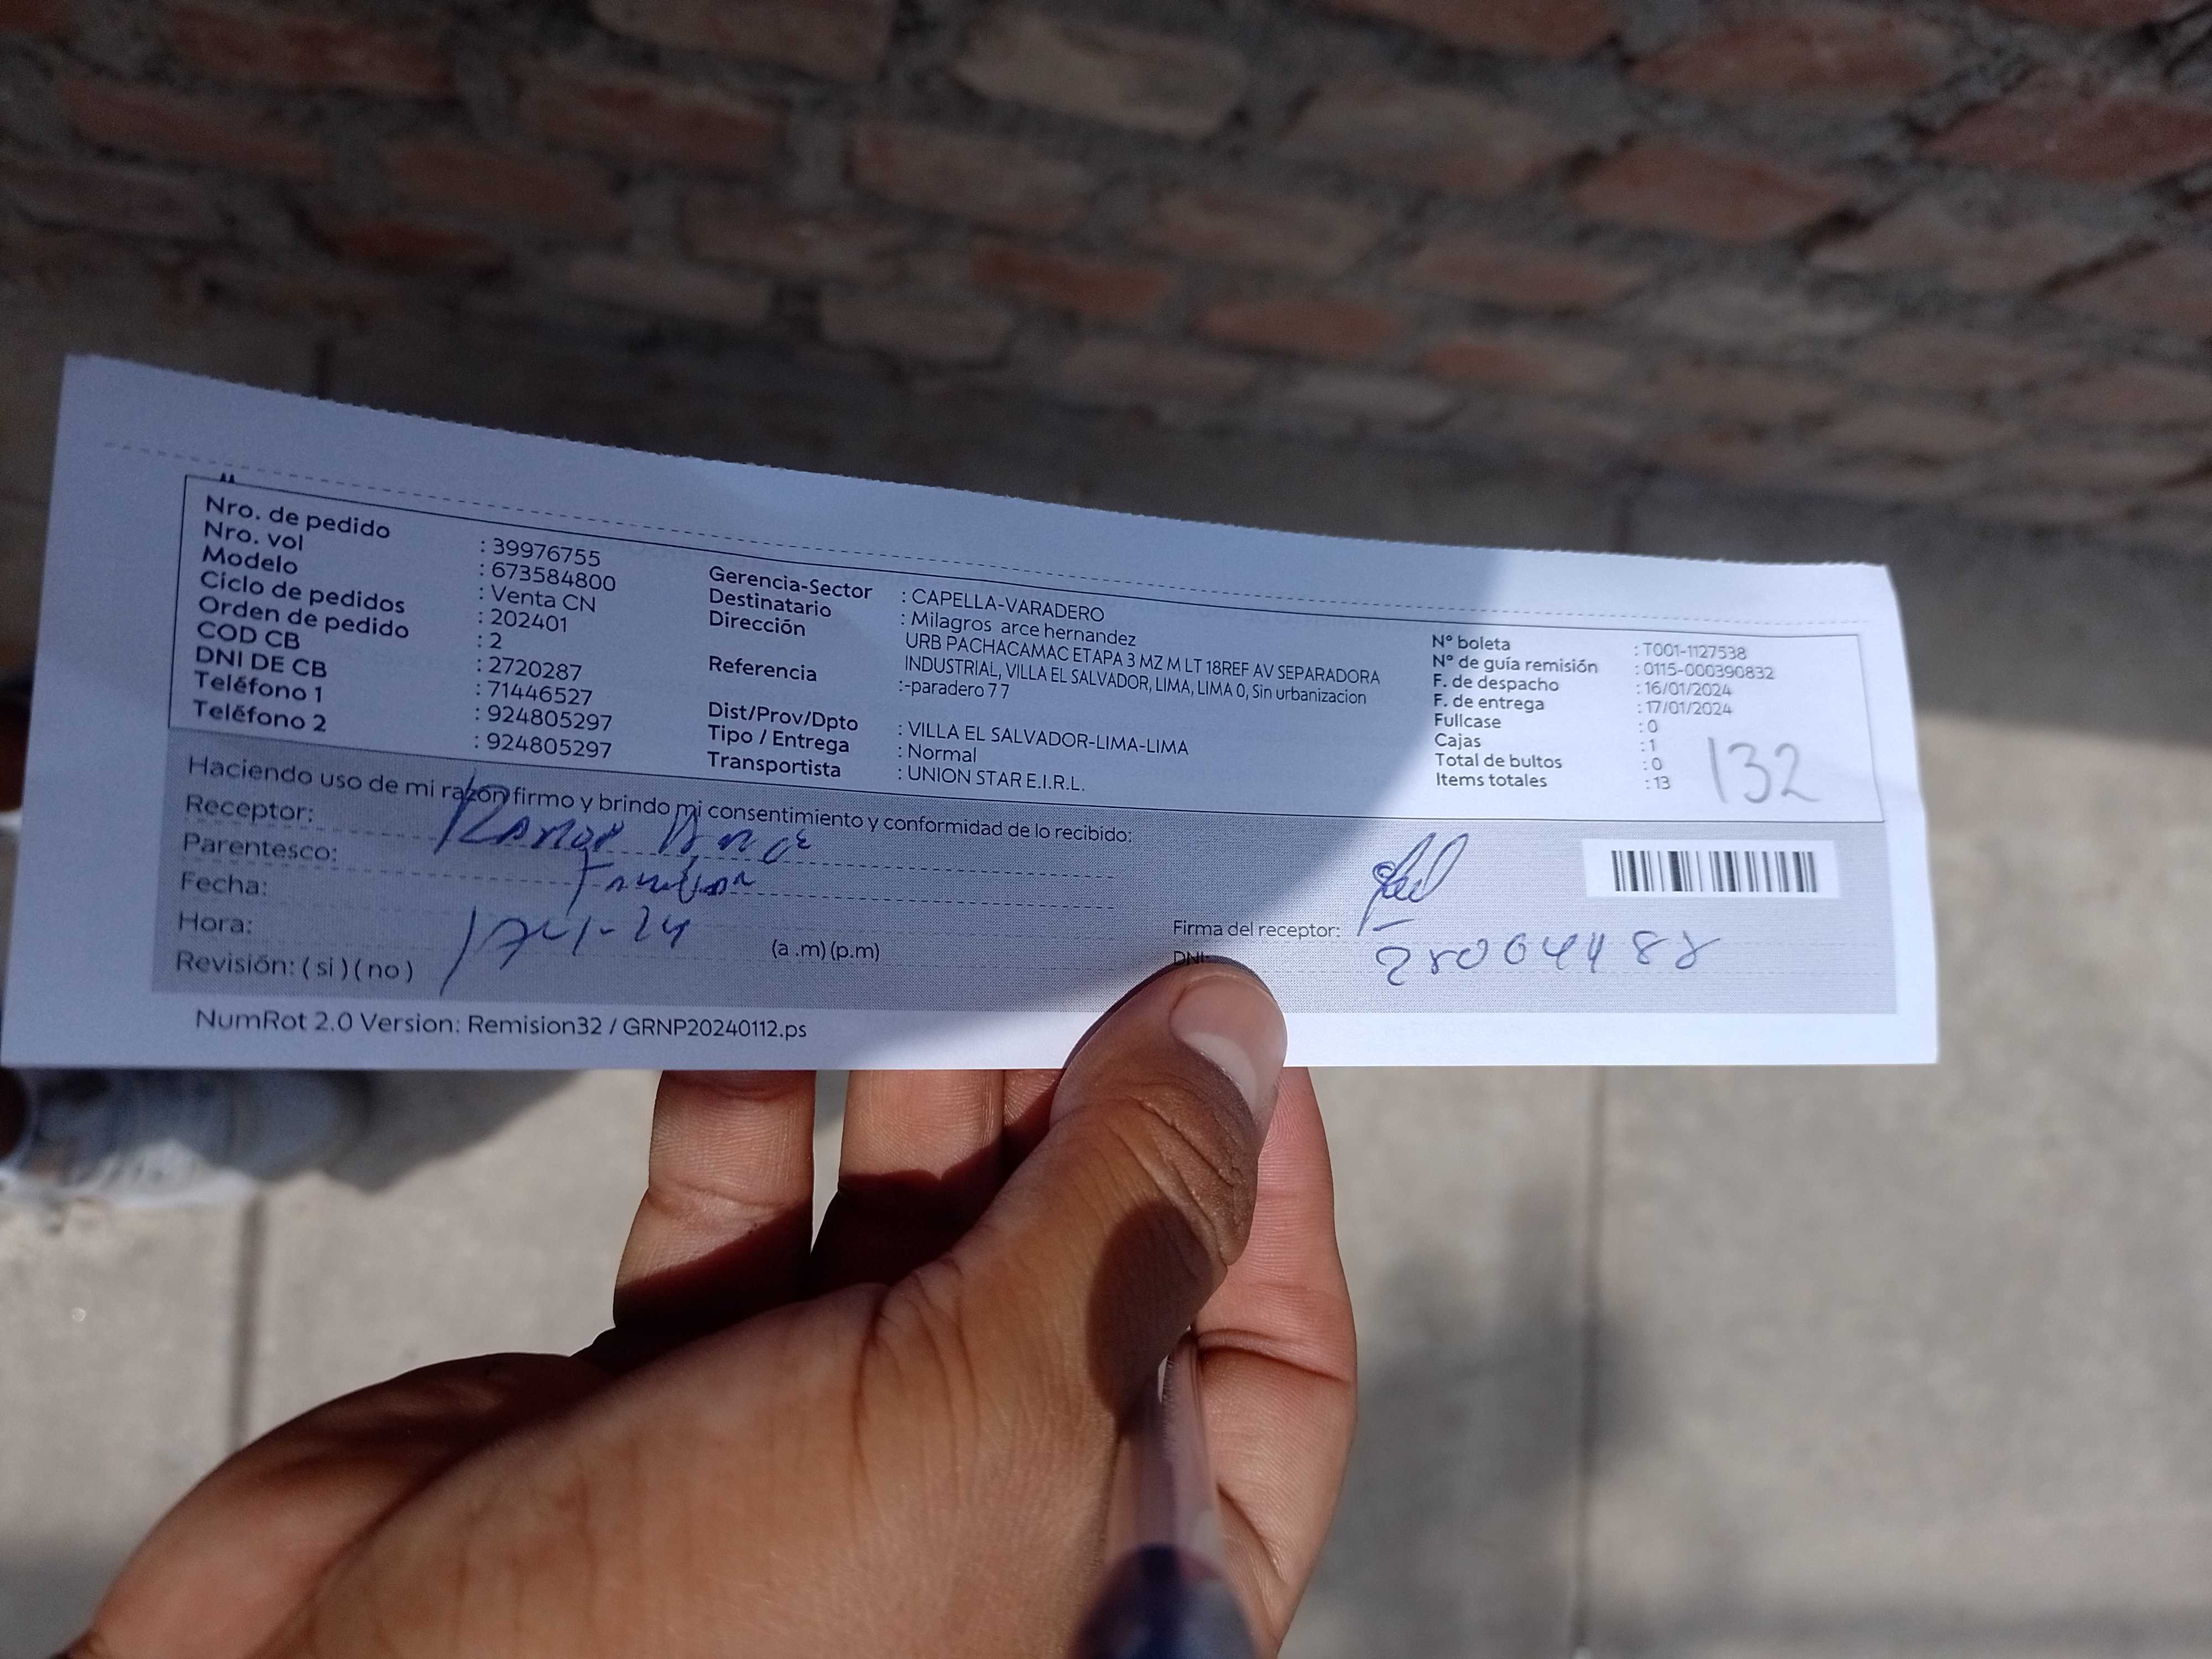 Nro. de pedido : 39976755
Nro. vol : 673584800
Modelo : Venta CN
Ciclo de pedidos : 202401
Orden de pedido : 2
COD CB : 2720287
DNI DE CB : 71446527
Teléfono 1 : 924805297
Teléfono 2 : 924805297
Gerencia-Sector : CAPELLA-VARADERO
Destinatario : Milagros arce hernandez
Dirección URB PACHACAMAC ETAPA 3 MZ M LT 18REF AV SEPARADORA
INDUSTRIAL, VILLA EL SALVADOR, LIMA, LIMA 0, Sin urbanizacion
Referencia :-paradero 7 7
Dist/Prov/Dpto : VILLA EL SALVADOR-LIMA-LIMA
Tipo / Entrega : Normal
Transportista : UNION STAR E.I.R.L.
N° boleta : T001-1127538
N° de guía remisión : 0115-000390832
F. de despacho : 16/01/2024
F. de entrega : 17/01/2024
Fullcase : 0
Cajas : 1
Total de bultos : 0
Items totales : 13
132
Haciendo uso de mi razón firmo y brindo mi consentimiento y conformidad de lo recibido:
Receptor: Ramon Arce
Parentesco:
Fecha:
Hora: (a .m) (p.m)
Revisión: ( si ) ( no )
Firma del receptor:
DNI:
NumRot 2.0 Version: Remision32 / GRNP20240112.ps